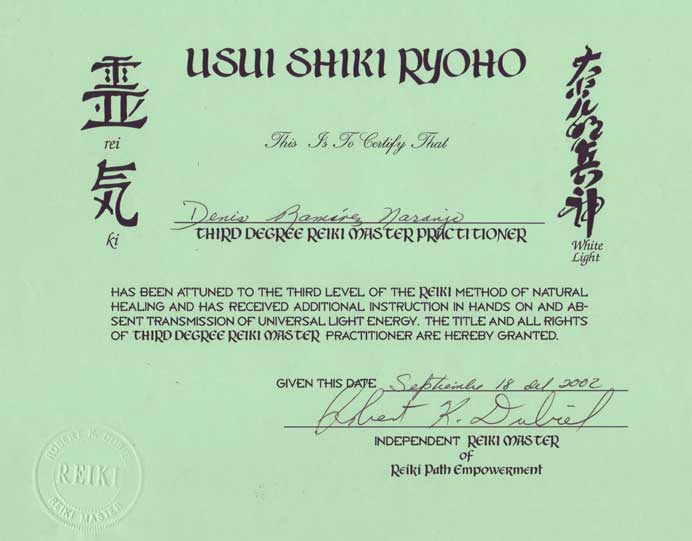 USUI SHIKI RYOHO
霊
rei
気
ki
This Is To Certify That
Denis Ramírez Naranjo
THIRD DEGREE REIKI MASTER PRACTITIONER
White
Light
HAS BEEN ATTUNED TO THE THIRD LEVEL OF THE REIKI METHOD OF NATURAL
HEALING AND HAS RECEIVED ADDITIONAL INSTRUCTION IN HANDS ON AND AB-
SENT TRANSMISSION OF UNIVERSAL LIGHT ENERGY. THE TITLE AND ALL RIGHTS
OF THIRD DEGREE REIKI MASTER PRACTITIONER ARE HEREBY GRANTED.
GIVEN THIS DATE Septiembre 18 del 2002
Robert K. Dubiel
INDEPENDENT REIKI MASTER
OF
REIKI PATH EMPOWERMENT
ROBERT K. DUBIEL
REIKI
REIKI MASTER